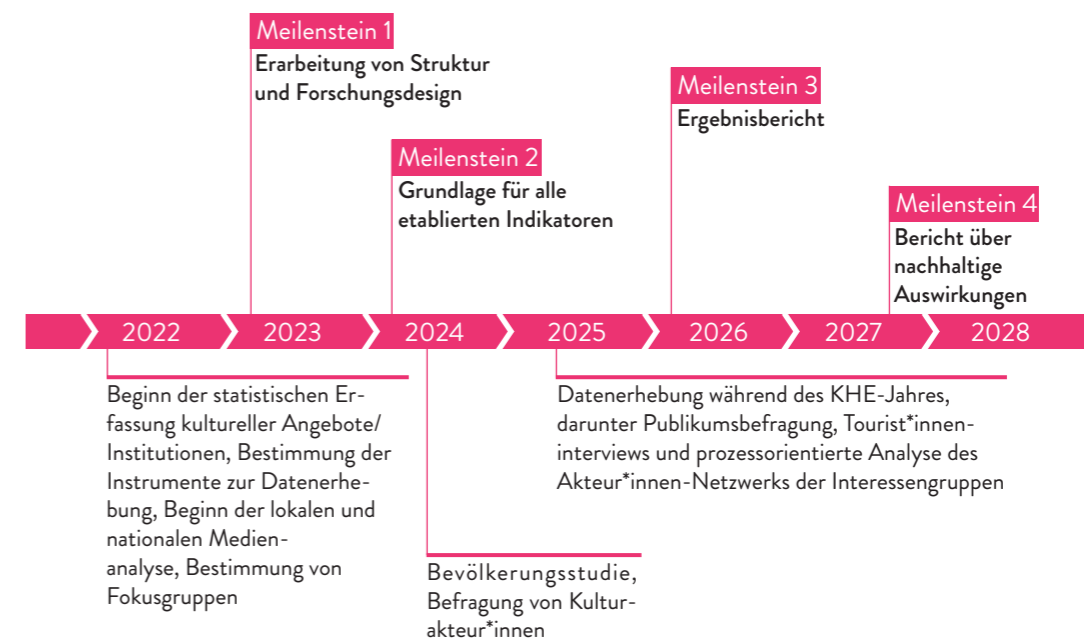 Meilenstein 1
Erarbeitung von Struktur
und Forschungsdesign
Meilenstein 2
Grundlage für alle
etablierten Indikatoren
Meilenstein 3
Ergebnisbericht
Meilenstein 4
Bericht über
nachhaltige
Auswirkungen
2022 2023 2024 2025 2026 2027 2028
Beginn der statistischen Er-
fassung kultureller Angebote/
Institutionen, Bestimmung der
Instrumente zur Datenerhe-
bung, Beginn der lokalen und
nationalen Medien-
analyse, Bestimmung von
Fokusgruppen
Bevölkerungsstudie,
Befragung von Kultur-
akteur*innen
Datenerhebung während des KHE-Jahres,
darunter Publikumsbefragung, Tourist*innen-
interviews und prozessorientierte Analyse des
Akteur*innen-Netzwerks der Interessengruppen